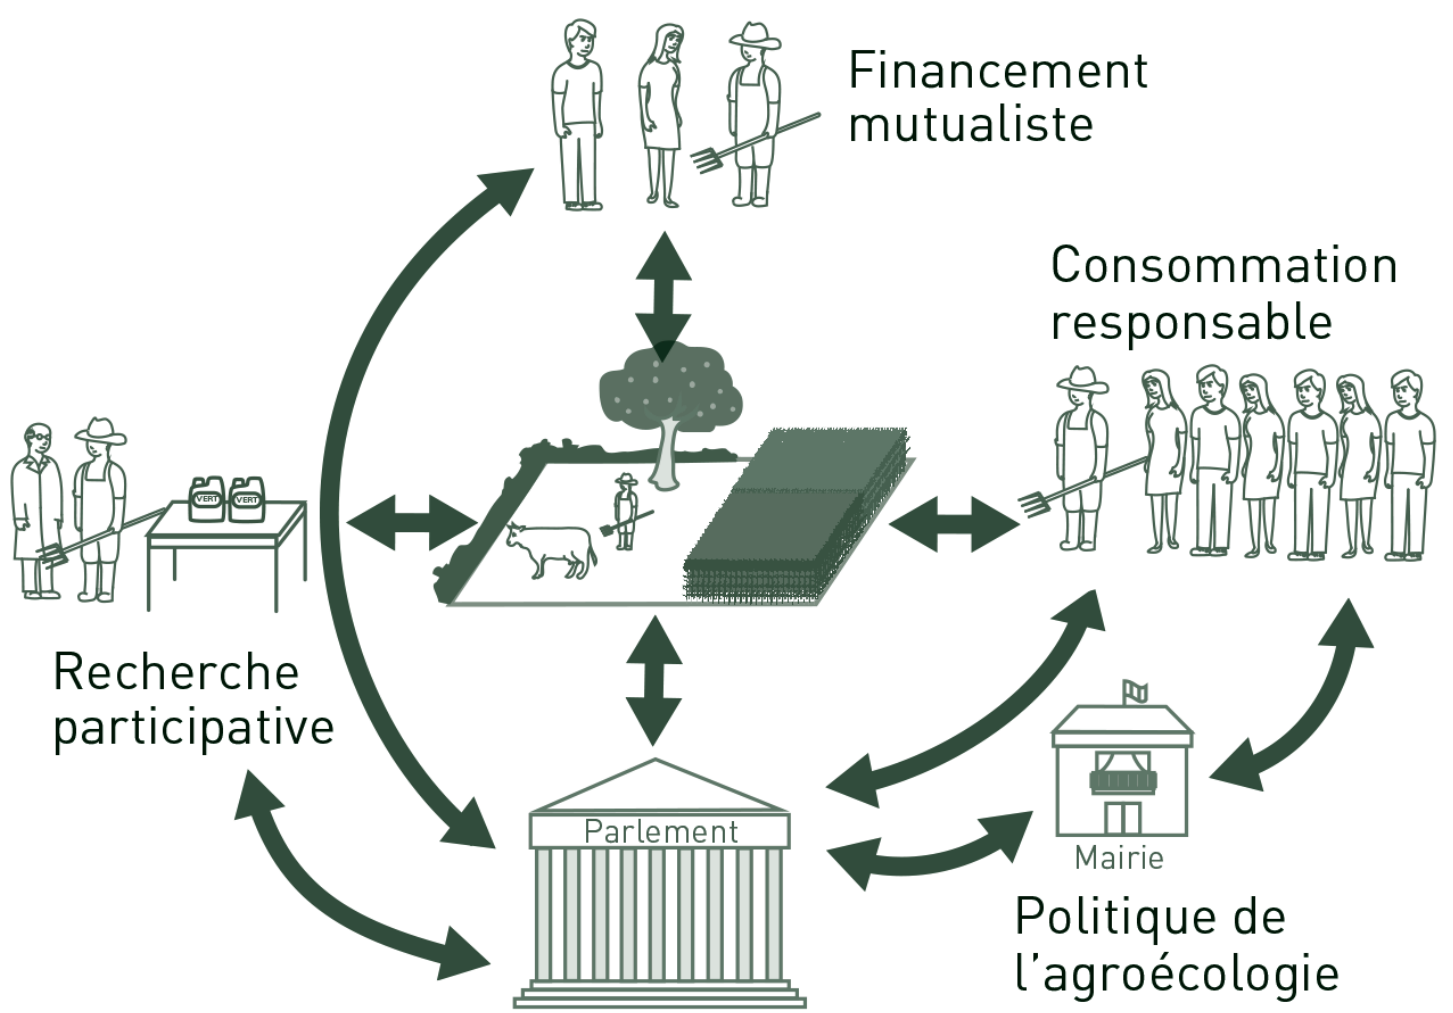 Financement
mutualiste
Consommation
responsable
VERT VERT
Recherche
participative
Parlement
Mairie
Politique de
l'agroécologie